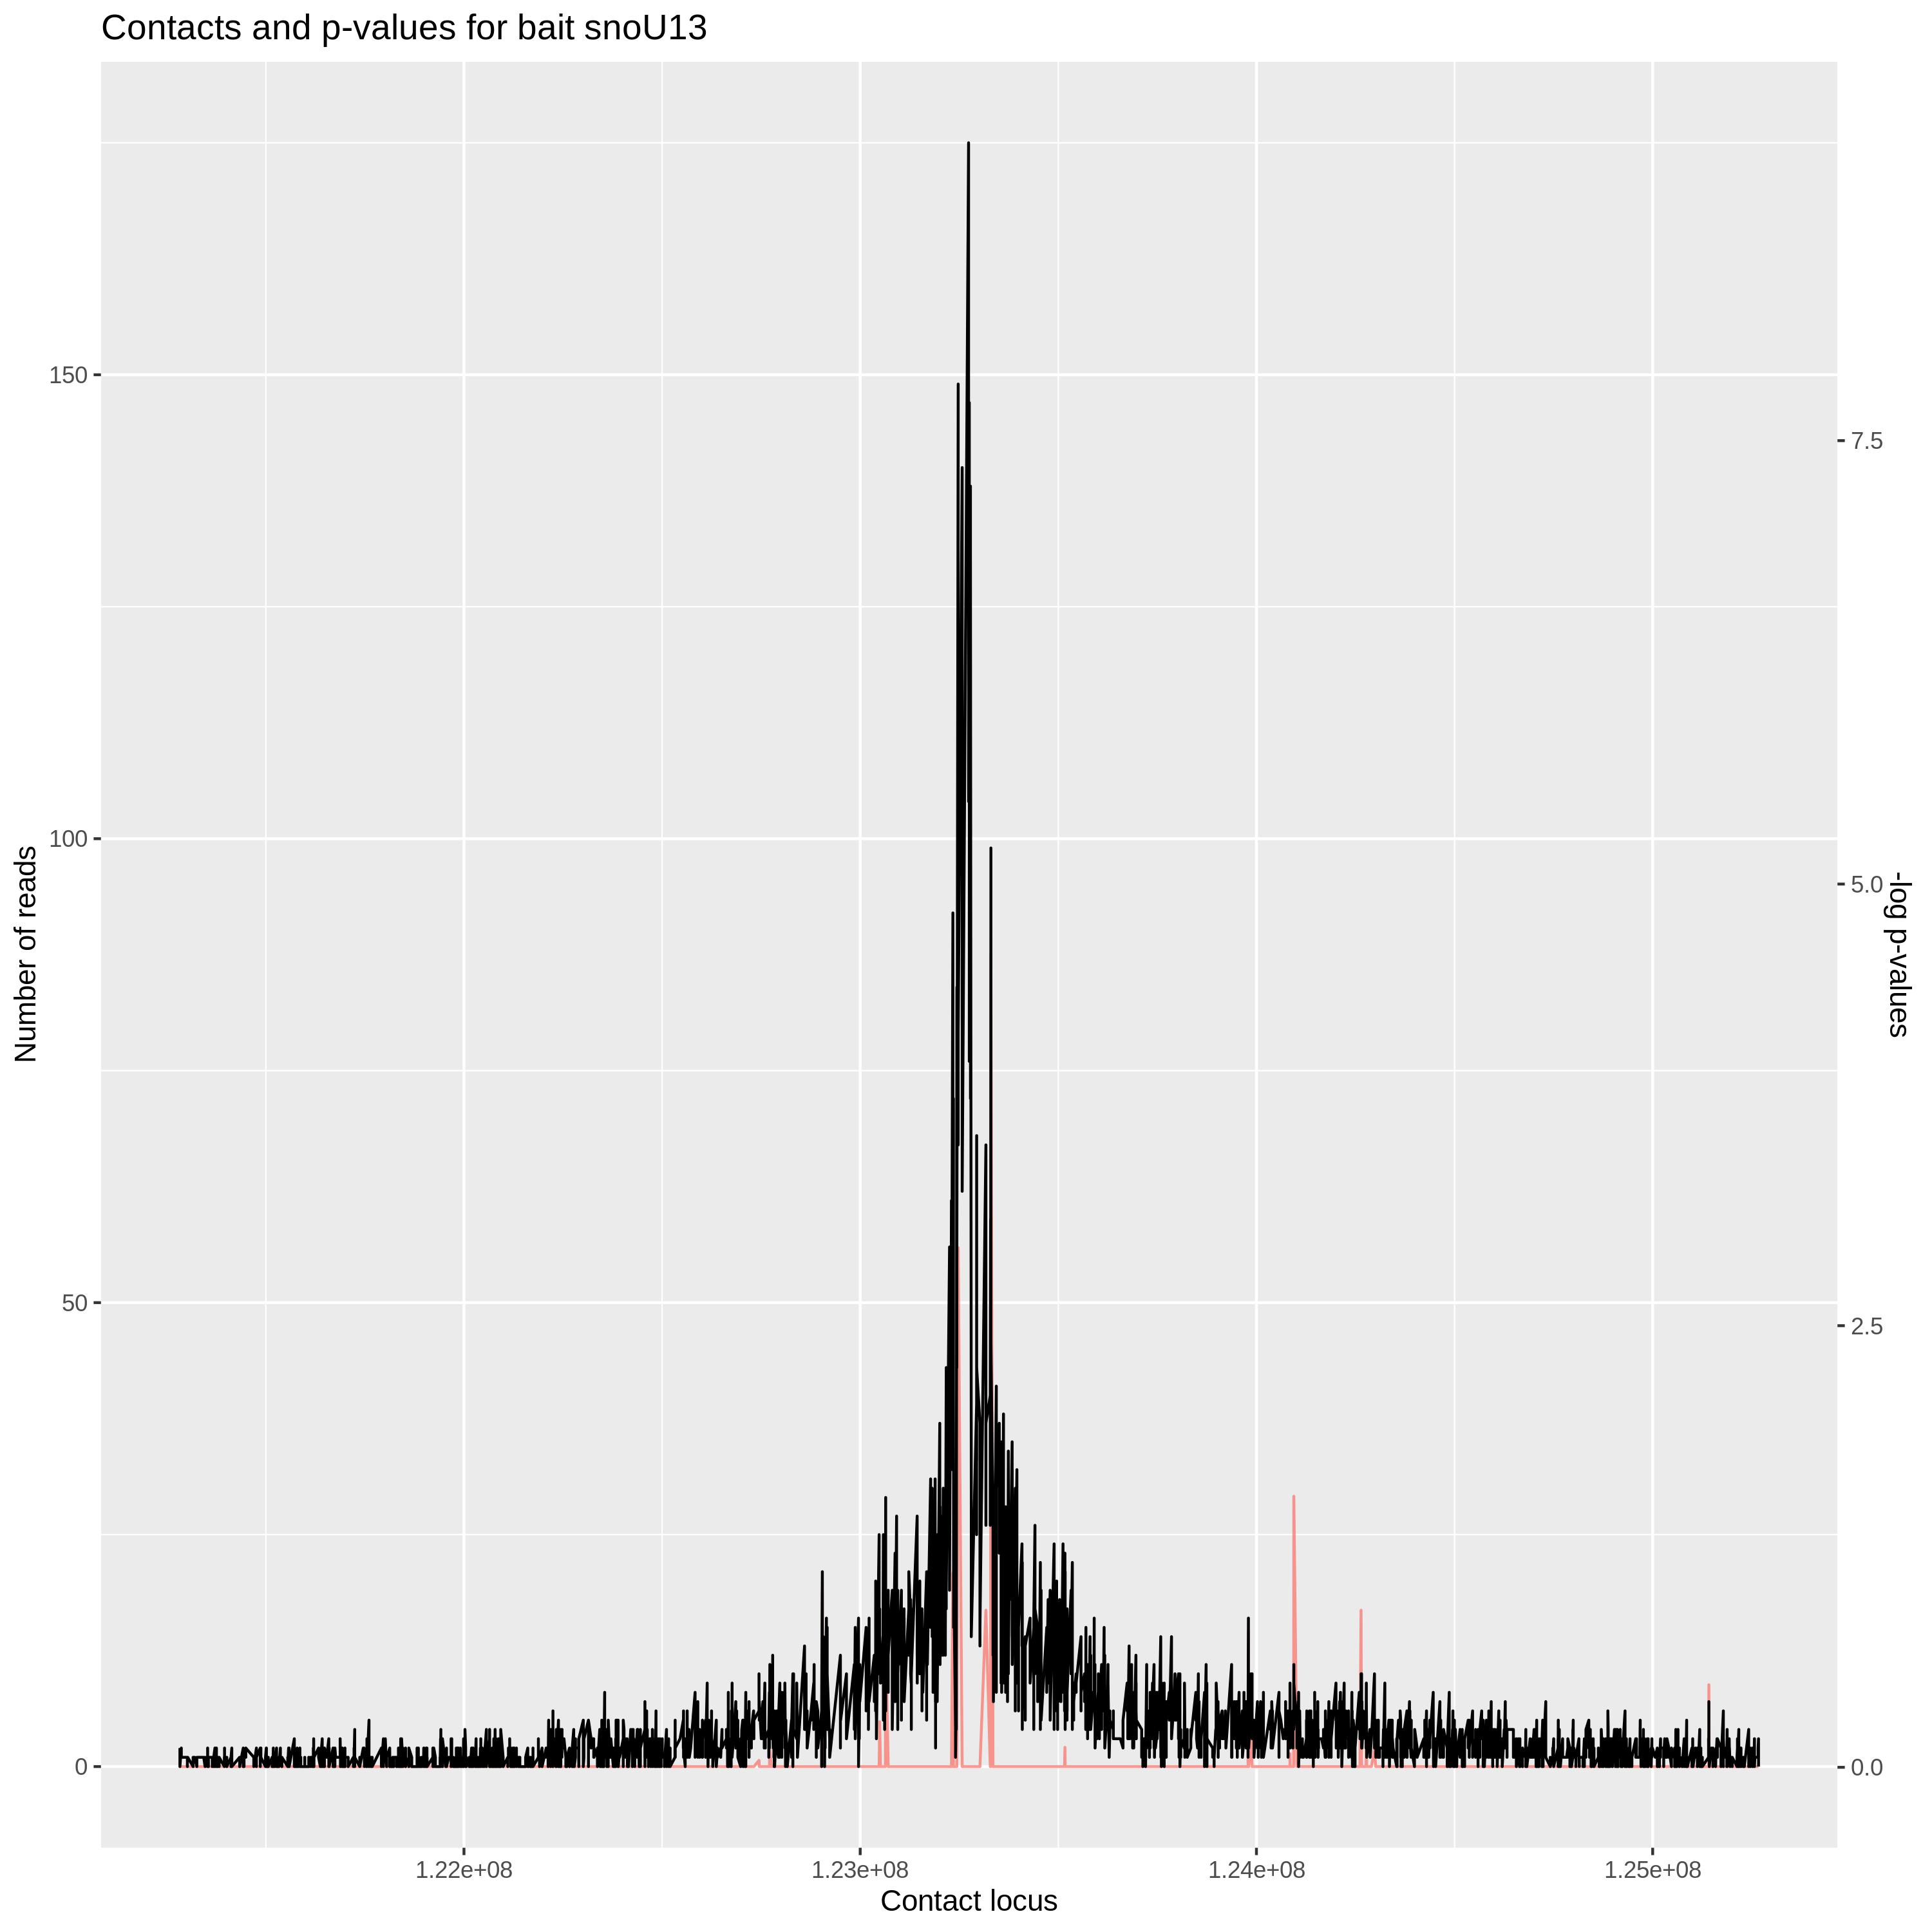 Contacts and p-values for bait snoU13
150
100
50
0
Number of reads
7.5
5.0
2.5
0.0
-log p-values
1.22e+08
1.23e+08
1.24e+08
1.25e+08
Contact locus